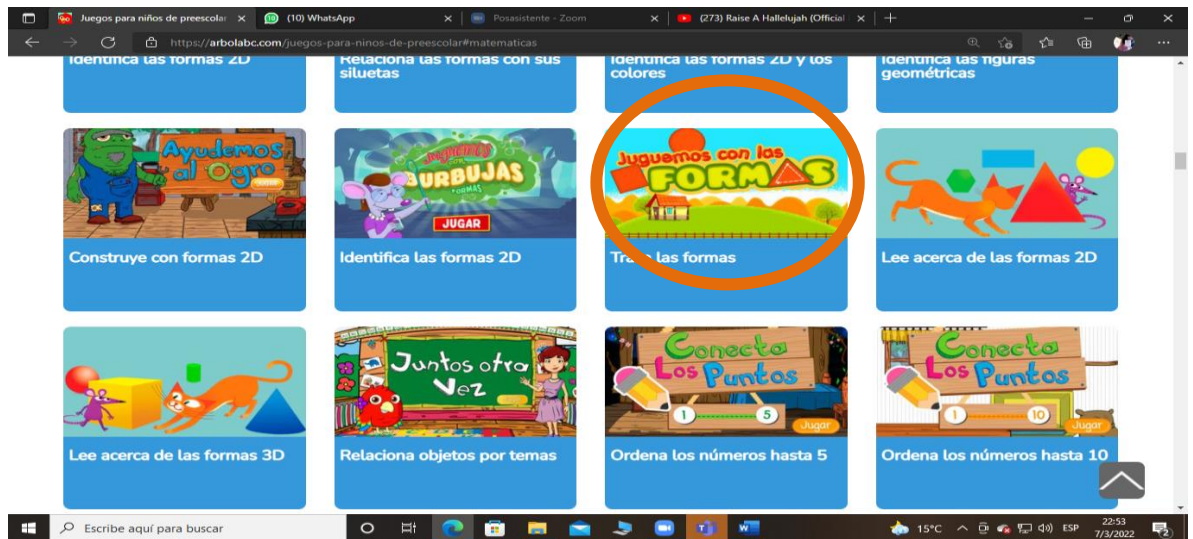 Juegos para niños de preescolar
(10) WhatsApp
Posasistente - Zoom
(273) Raise A Hallelujah (Official
https://arbolabc.com/juegos-para-ninos-de-preescolar#matematicas
Identifica las formas 2D
Relaciona las formas con sus siluetas
Identifica las formas 2D y los colores
Identifica las figuras geométricas
Ayudemos
al Ogro
JUGAR
Construye con formas 2D
Juguemos
BURBUJAS
FORMAS
JUGAR
Identifica las formas 2D
Juguemos con las
FORMAS
las formas
Lee acerca de las formas 2D
Lee acerca de las formas 3D
Juntos otra
Vez
Relaciona objetos por temas
Conecta
Los Puntos
1 5
Jugar
Ordena los números hasta 5
Conecta
Los Puntos
1 10
Jugar
Ordena los números hasta 10
Escribe aquí para buscar
15°C
ESP
22:53
7/3/2022
2